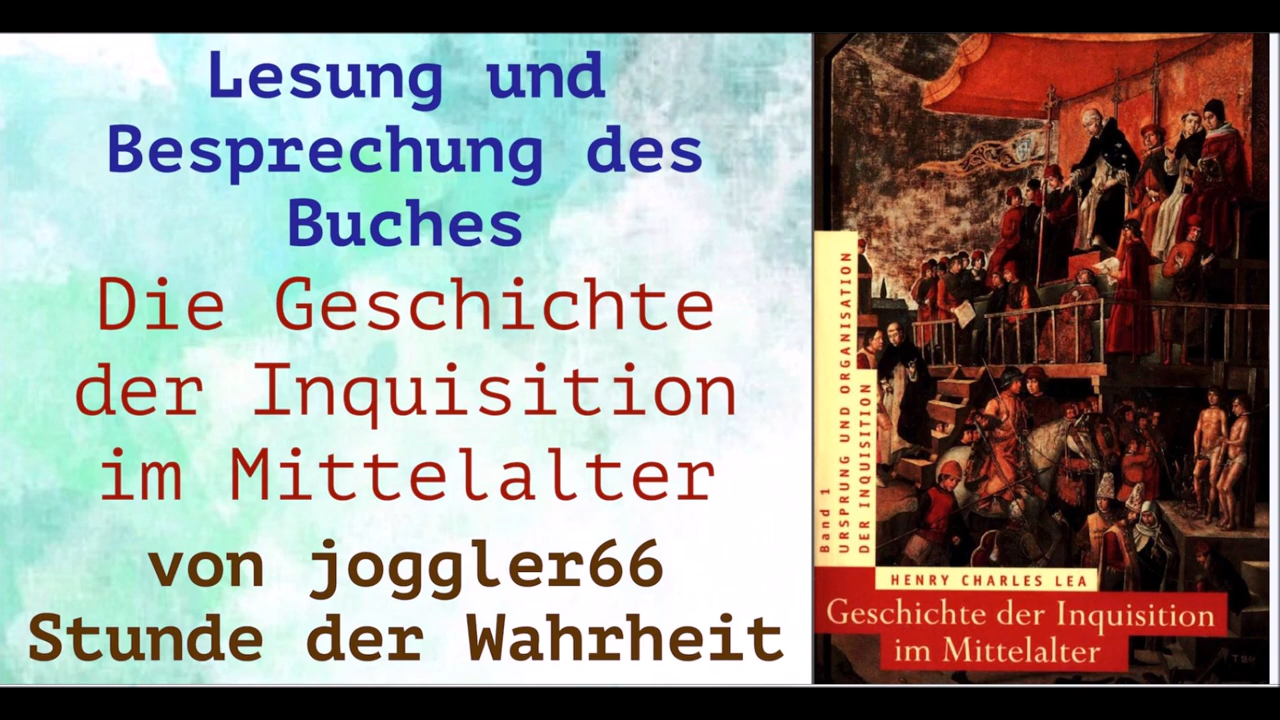 Lesung und
Besprechung des
Buches
Die Geschichte
der Inquisition
im Mittelalter
von joggler66
Stunde der Wahrheit
Band 1
URSPRUNG UND ORGANISATION
DER INQUISITION
HENRY CHARLES LEA
Geschichte der Inquisition
im Mittelalter